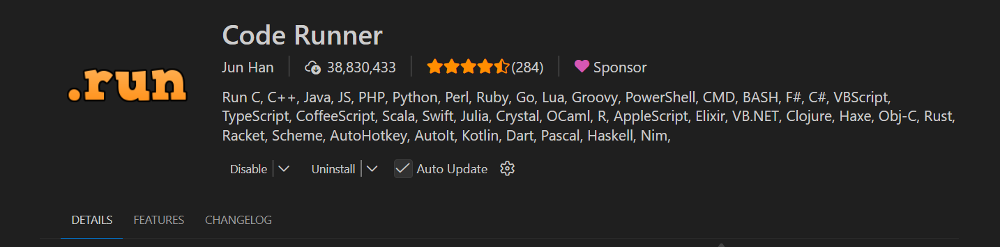 Code Runner
Jun Han 38,830,433 (284) Sponsor
.run
Run C, C++, Java, JS, PHP, Python, Perl, Ruby, Go, Lua, Groovy, PowerShell, CMD, BASH, F#, C#, VBScript,
TypeScript, CoffeeScript, Scala, Swift, Julia, Crystal, OCaml, R, AppleScript, Elixir, VB.NET, Clojure, Haxe, Obj-C, Rust,
Racket, Scheme, AutoHotkey, AutoIt, Kotlin, Dart, Pascal, Haskell, Nim,
Disable Uninstall Auto Update
DETAILS FEATURES CHANGELOG